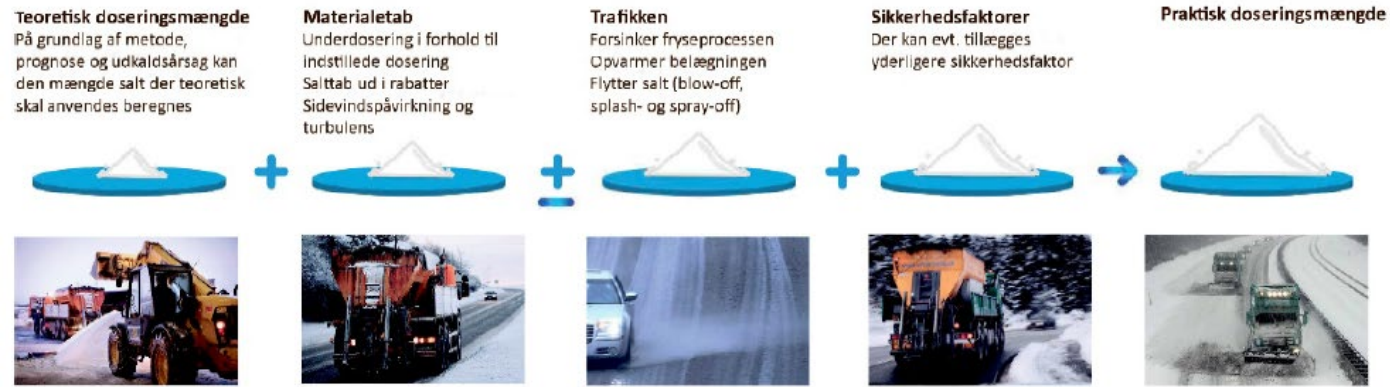 Teoretisk doseringsmængde
På grundlag af metode,
prognose og udkaldsårsag kan
den mængde salt der teoretisk
skal anvendes beregnes
Materialetab
Underdosering i forhold til
indstillede dosering
Salttab ud i rabatter
Sidevindspåvirkning og
turbulens
Trafikken
Forsinker fryseprocessen
Opvarmer belægningen
Flytter salt (blow-off,
splash- og spray-off)
Sikkerhedsfaktorer
Der kan evt. tillægges
yderligere sikkerhedsfaktor
Praktisk doseringsmængde